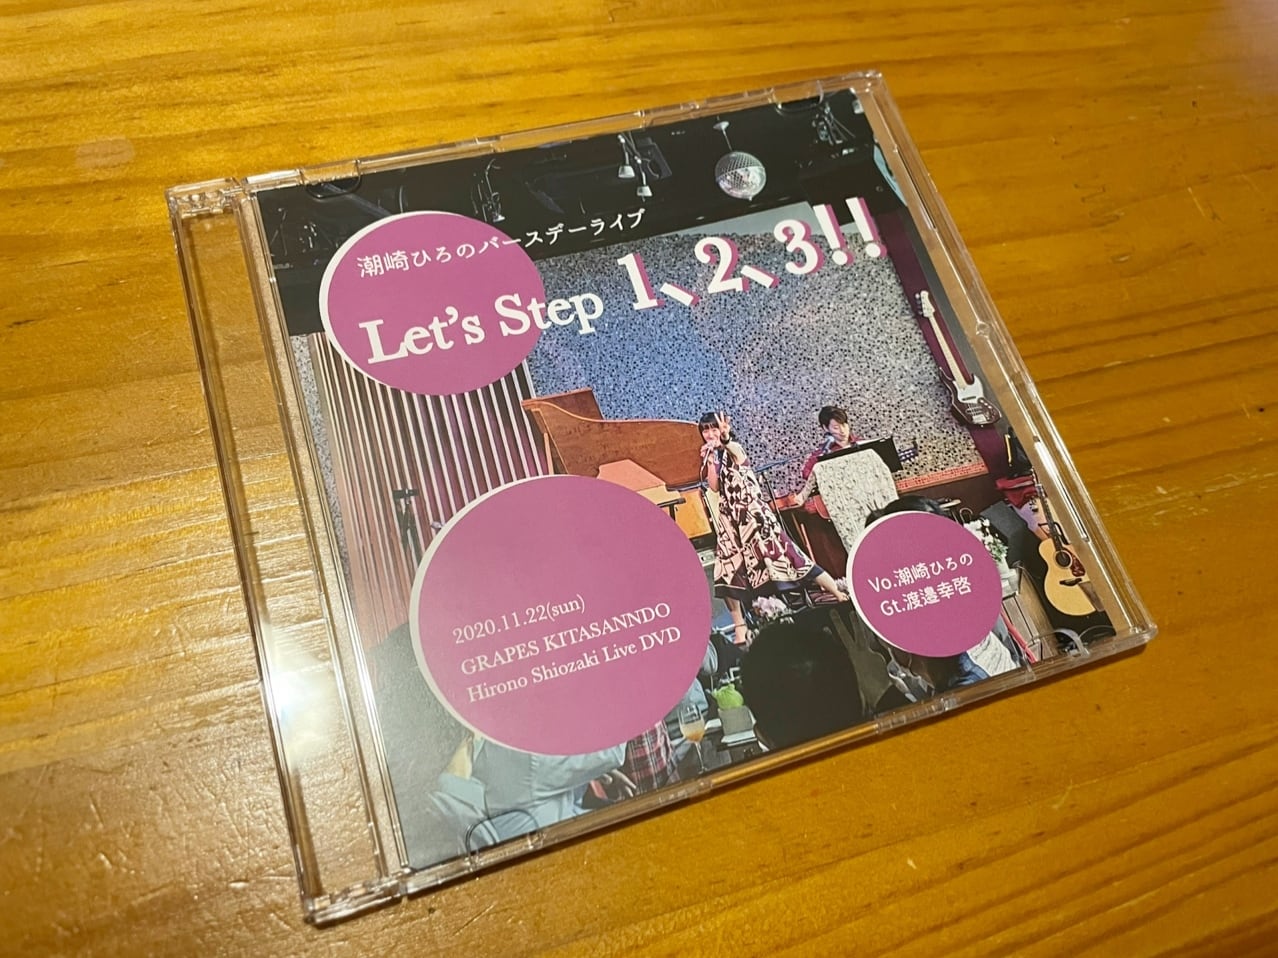 潮崎ひろのバースデーライブ
Let's Step 1、2、3!!
2020.11.22(sun)
GRAPES KITASANNDO
Hirono Shiozaki Live DVD
Vo.潮崎ひろの
Gt.渡邉幸啓